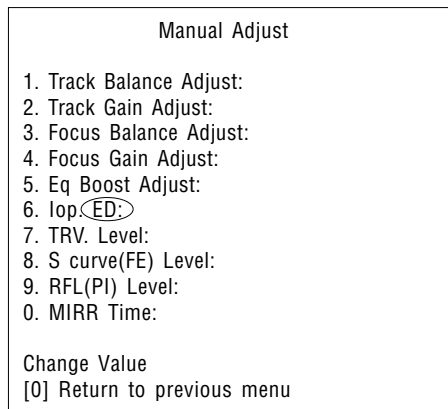 Manual Adjust
1. Track Balance Adjust:
2. Track Gain Adjust:
3. Focus Balance Adjust:
4. Focus Gain Adjust:
5. Eq Boost Adjust:
6. Iop. ED:
7. TRV. Level:
8. S curve(FE) Level:
9. RFL(PI) Level:
0. MIRR Time:
Change Value
[0] Return to previous menu